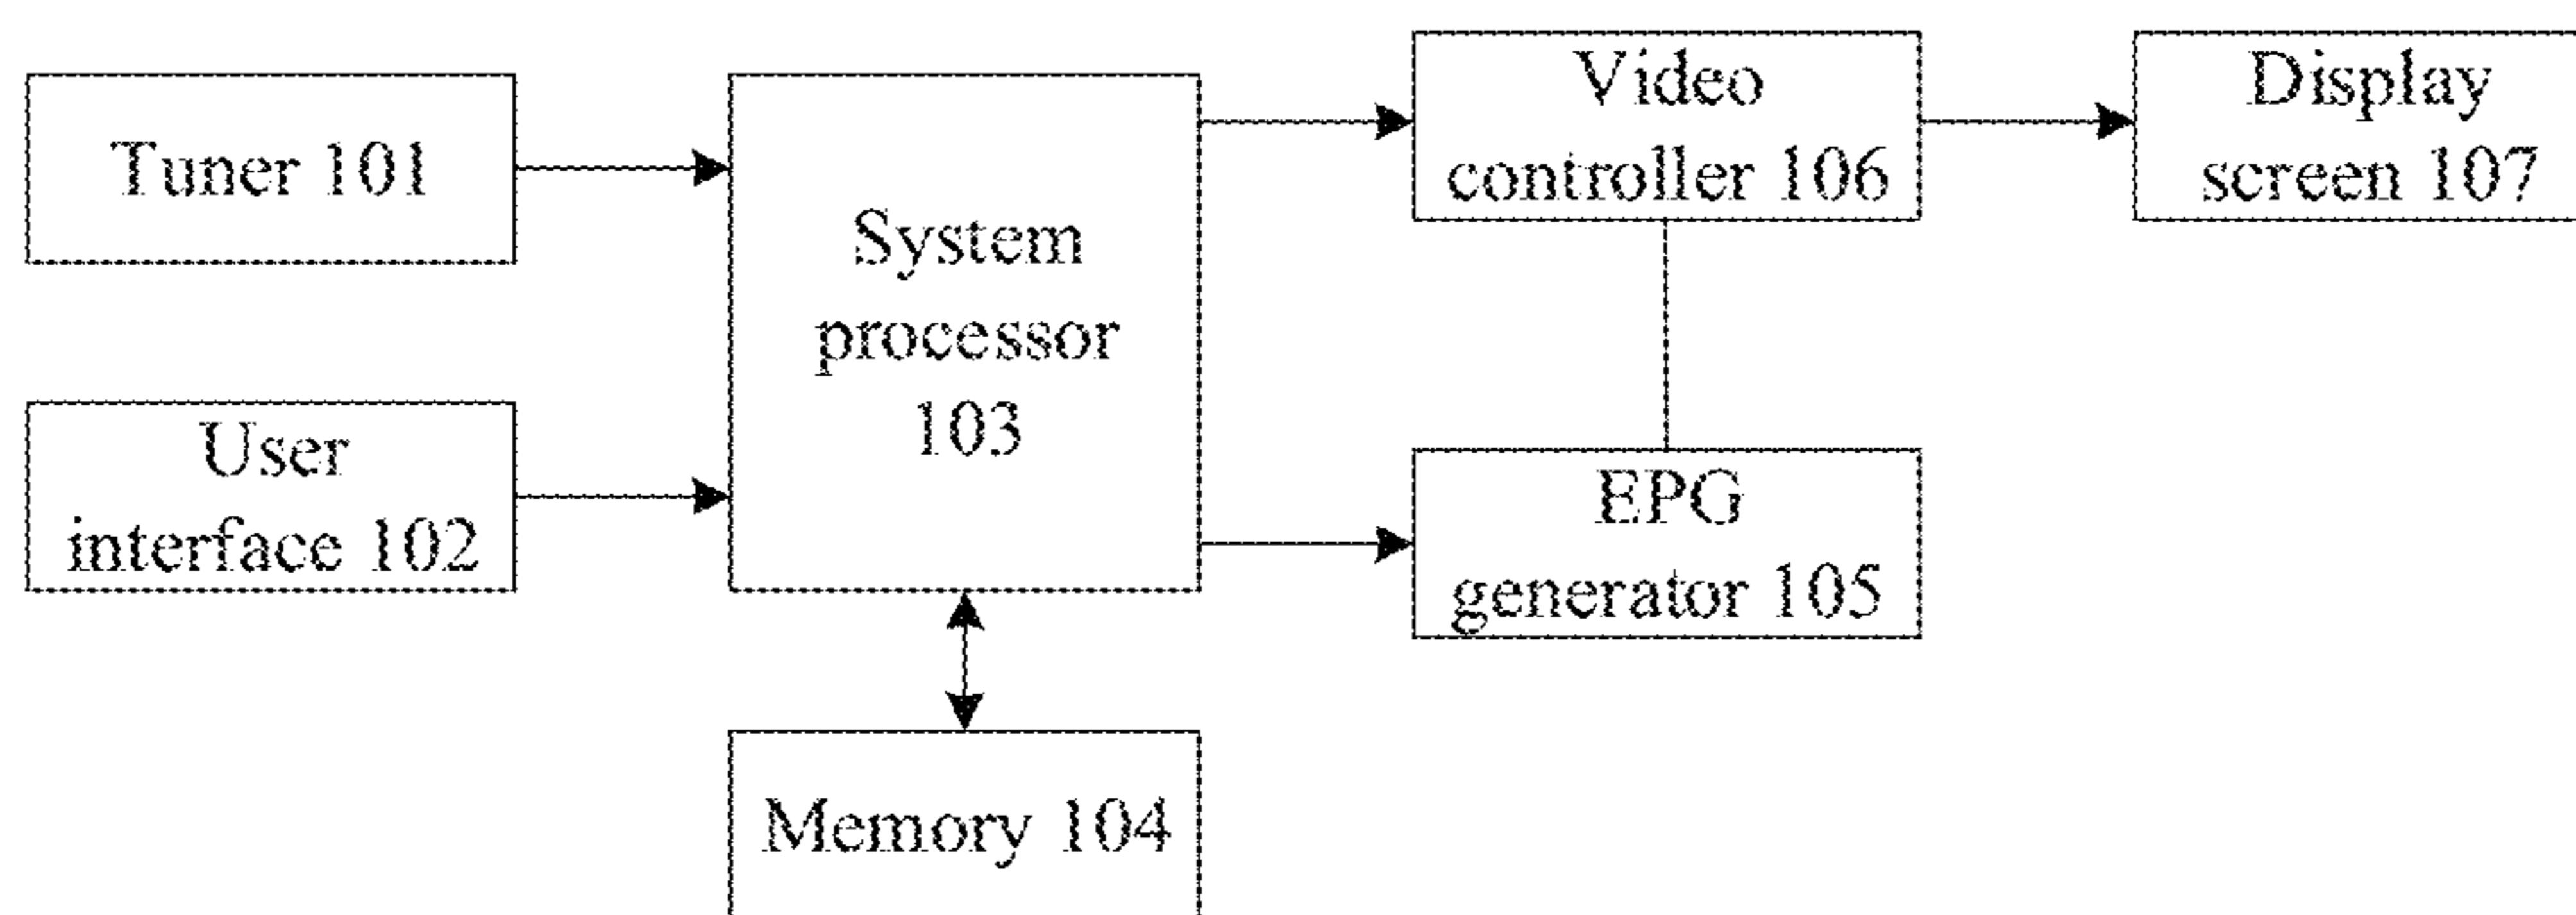 Tuner 101
User
interface 102
System
processor
103
Memory 104
Video
controller 106
EPG
generator 105
Display
screen 107